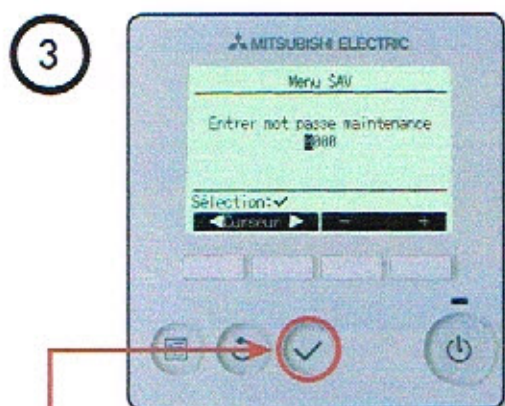 3
MITSUBISHI ELECTRIC
Menu SAV
Entrer mot passe maintenance
0000
Sélection:✓
◀ Curseur ▶ − +